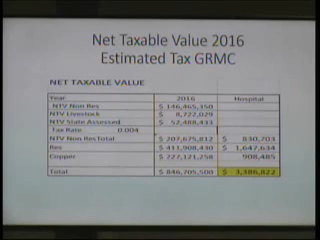 Net Taxable Value 2016
Estimated Tax GRMC
NET TAXABLE VALUE
Year 2016 Hospital
NTV Non Res $ 146,465,350
NTV Livestock $ 8,722,029
NTV State Assessed $ 52,488,433
Tax Rate 0.004
NTV Non Res Total $ 207,675,812 $ 830,703
Res $ 411,908,430 $ 1,647,634
Copper $ 227,121,258 908,485
Total $ 846,705,500 $ 3,386,822